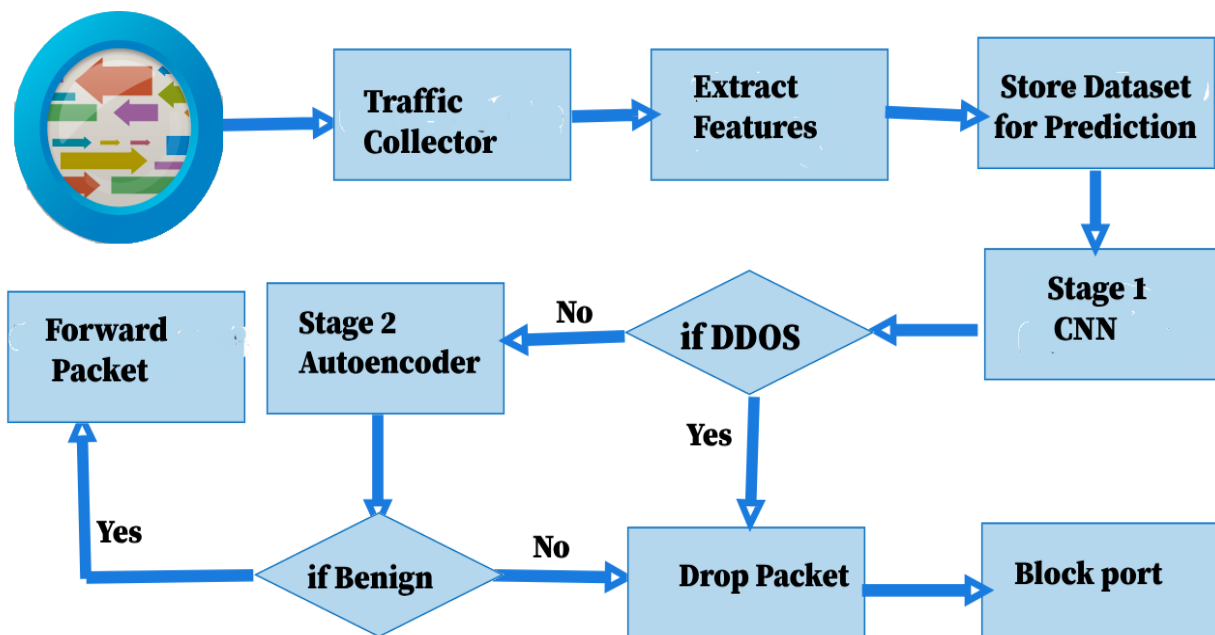 Traffic
Collector
Extract
Features
Store Dataset
for Prediction
Stage 1
CNN
if DDOS
No
Stage 2
Autoencoder
Forward
Packet
Yes
Yes
if Benign
No
Drop Packet
Block port